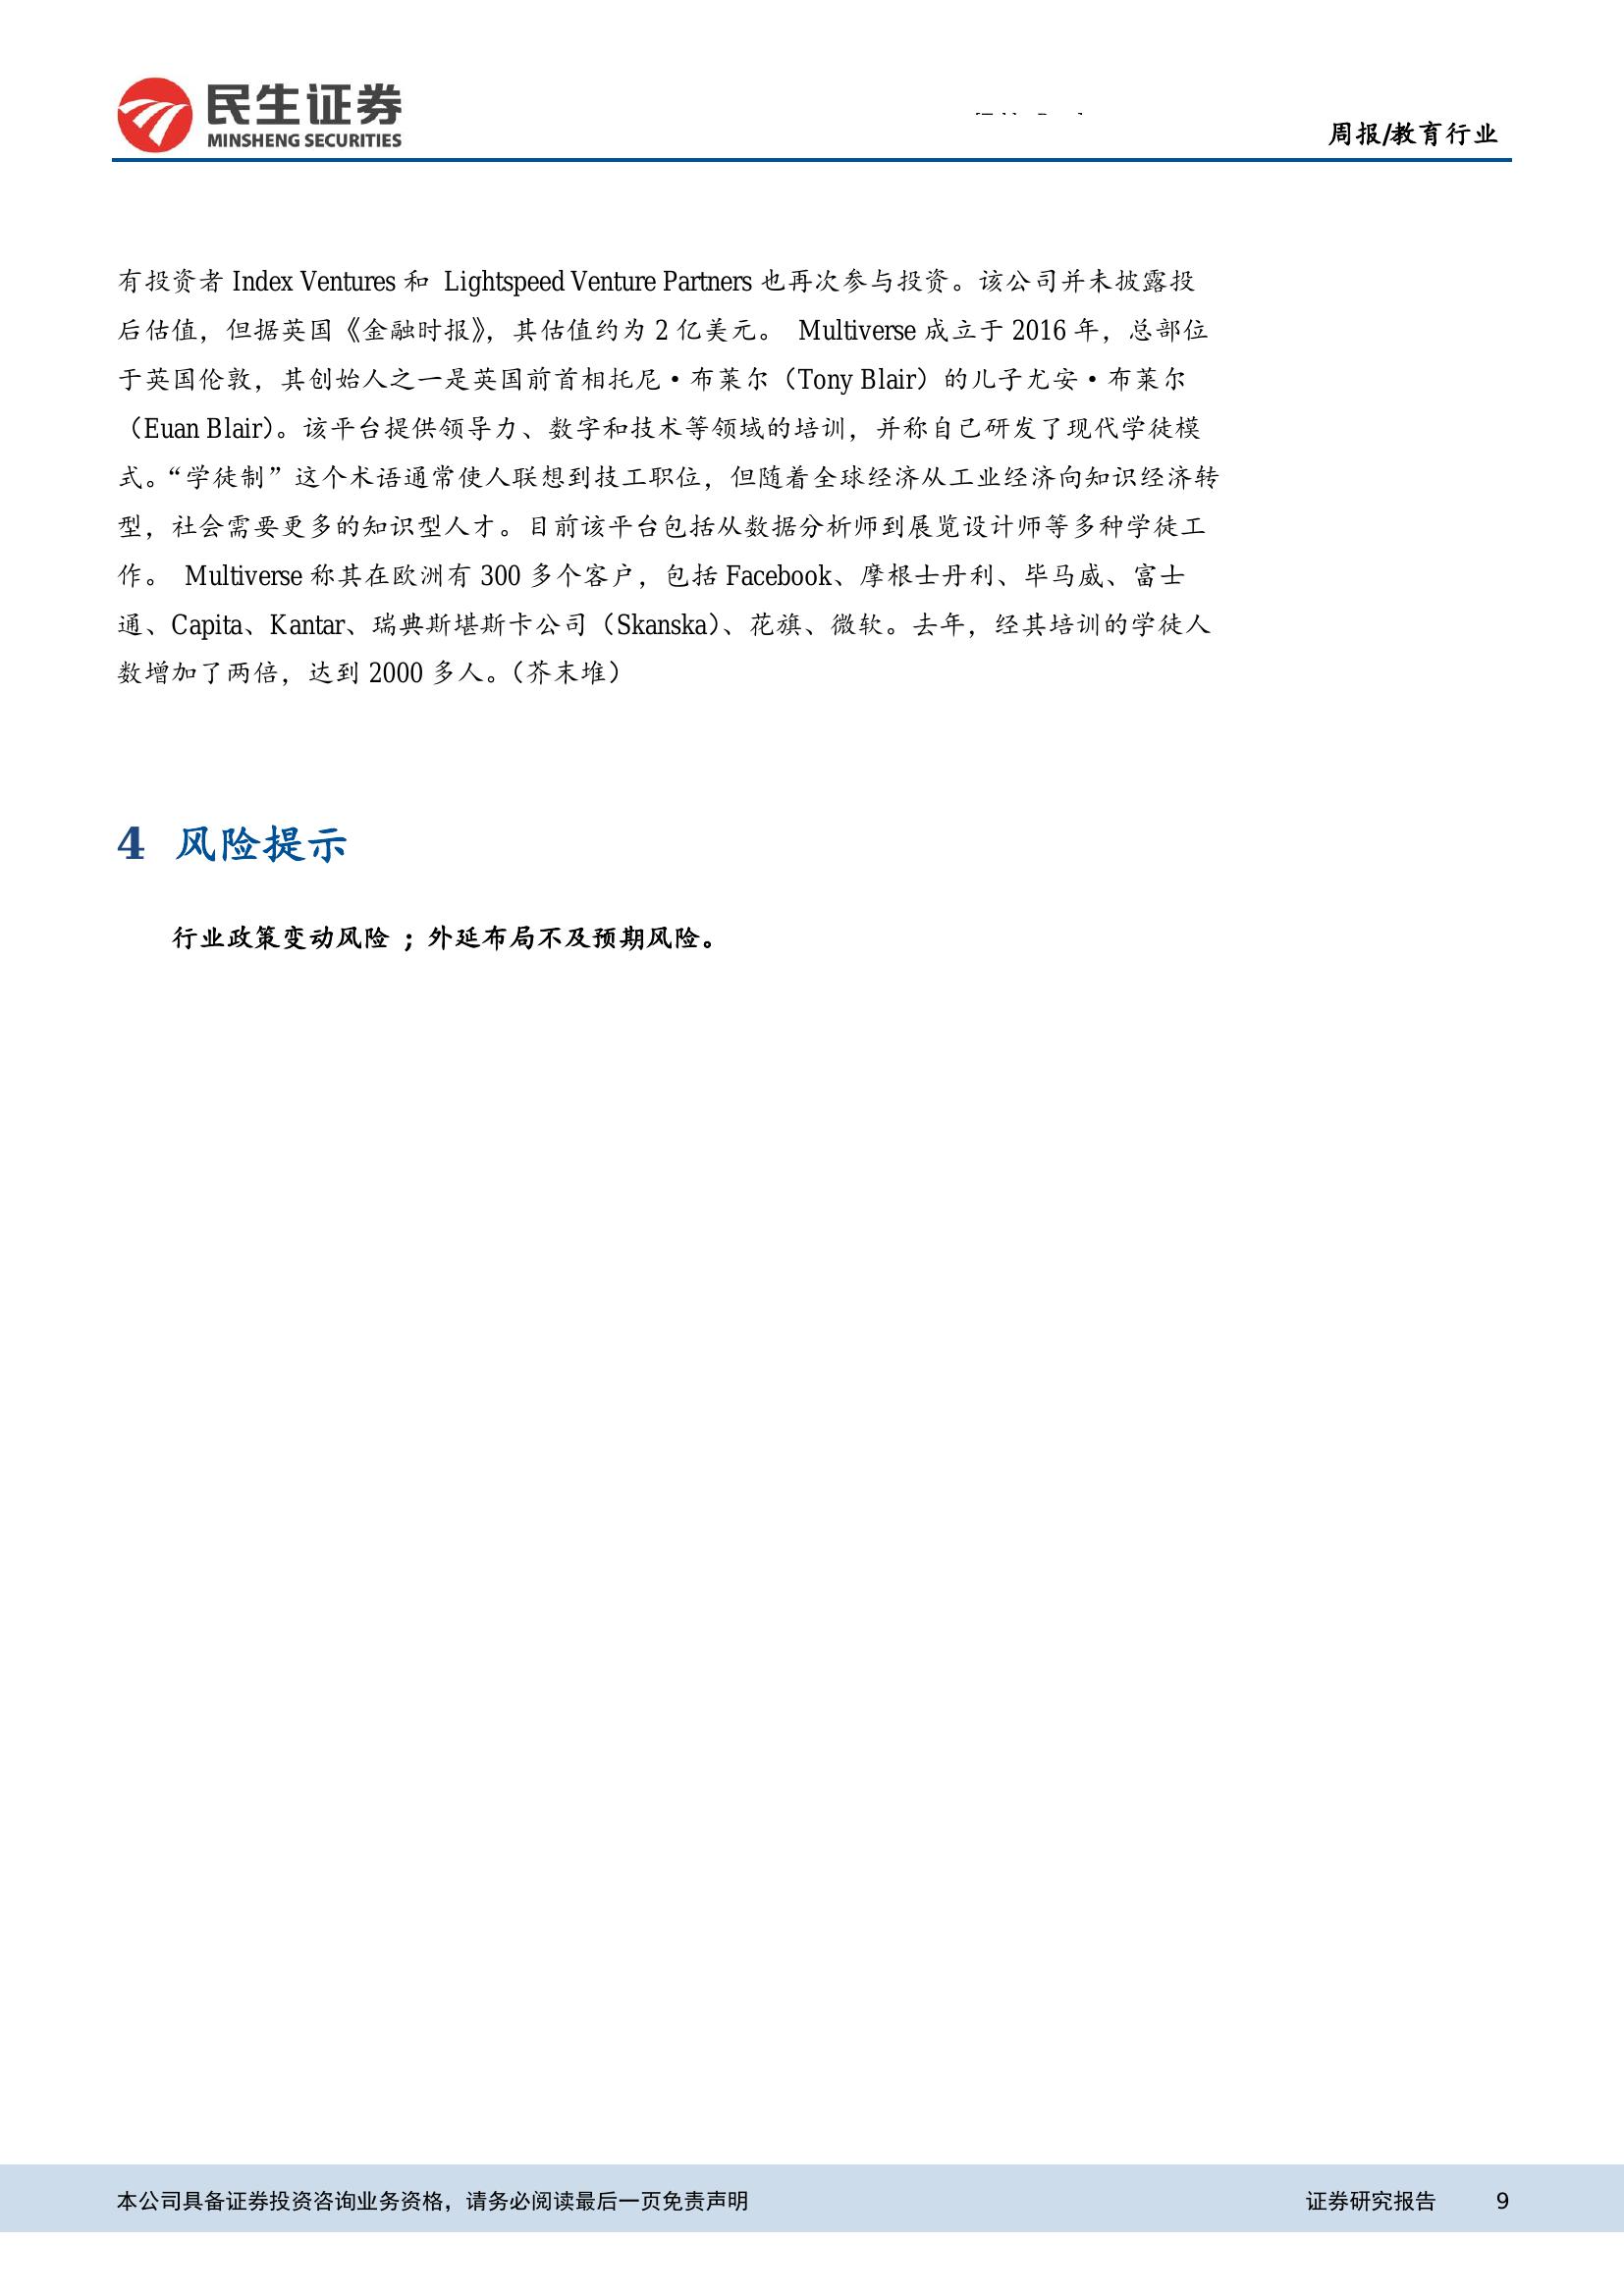 民生证券
MINSHENG SECURITIES
周报/教育行业
有投资者 Index Ventures 和 Lightspeed Venture Partners 也再次参与投资。该公司并未披露投
后估值，但据英国《金融时报》，其估值约为 2 亿美元。 Multiverse 成立于 2016 年，总部位
于英国伦敦，其创始人之一是英国前首相托尼·布莱尔（Tony Blair）的儿子尤安·布莱尔
（Euan Blair）。该平台提供领导力、数字和技术等领域的培训，并称自己研发了现代学徒模
式。“学徒制”这个术语通常使人联想到技工职位，但随着全球经济从工业经济向知识经济转
型，社会需要更多的知识型人才。目前该平台包括从数据分析师到展览设计师等多种学徒工
作。 Multiverse 称其在欧洲有 300 多个客户，包括 Facebook、摩根士丹利、毕马威、富士
通、Capita、Kantar、瑞典斯堪斯卡公司（Skanska）、花旗、微软。去年，经其培训的学徒人
数增加了两倍，达到 2000 多人。（芥末堆）
4 风险提示
行业政策变动风险 ；外延布局不及预期风险。
本公司具备证券投资咨询业务资格，请务必阅读最后一页免责声明
证券研究报告 9